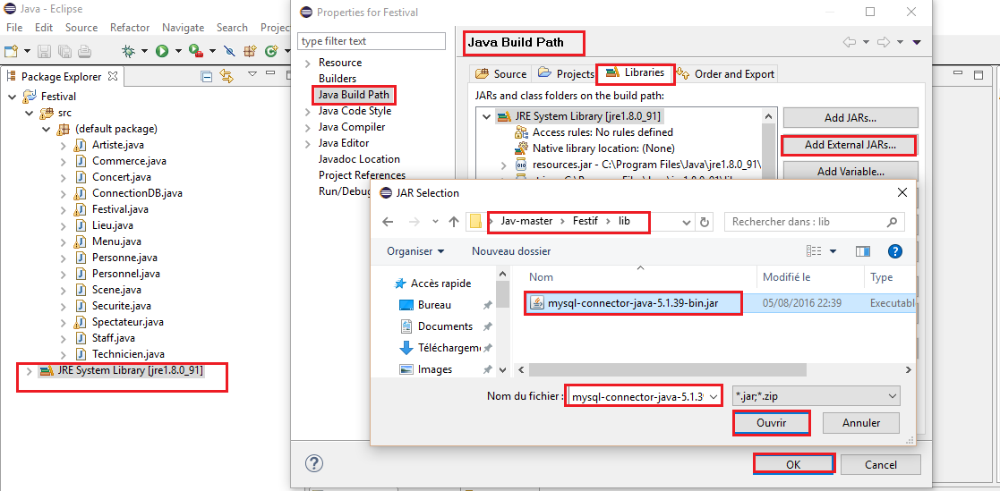 Java - Eclipse
File Edit Source Refactor Navigate Search Projec
Package Explorer
Festival
src
(default package)
Artiste.java
Commerce.java
Concert.java
ConnectionDB.java
Festival.java
Lieu.java
Menu.java
Personne.java
Personnel.java
Scene.java
Securite.java
Spectateur.java
Staff.java
Technicien.java
JRE System Library [jre1.8.0_91]
Properties for Festival
type filter text
Resource
Builders
Java Build Path
Java Code Style
Java Compiler
Java Editor
Javadoc Location
Project References
Run/Debug
Java Build Path
Source Projects Libraries Order and Export
JARs and class folders on the build path:
JRE System Library [jre1.8.0_91]
Access rules: No rules defined
Native library location: (None)
resources.jar - C:\Program Files\Java\jre1.8.0_91\
Add JARs...
Add External JARs...
Add Variable...
JAR Selection
Jav-master > Festif > lib
Rechercher dans : lib
Organiser Nouveau dossier
Accès rapide
Bureau
Documents
Téléchargeme
Images
Nom Modifié le Type
mysql-connector-java-5.1.39-bin.jar 05/08/2016 22:39 Executabl
Nom du fichier : mysql-connector-java-5.1.39 *.jar;*.zip
Ouvrir Annuler
OK Cancel